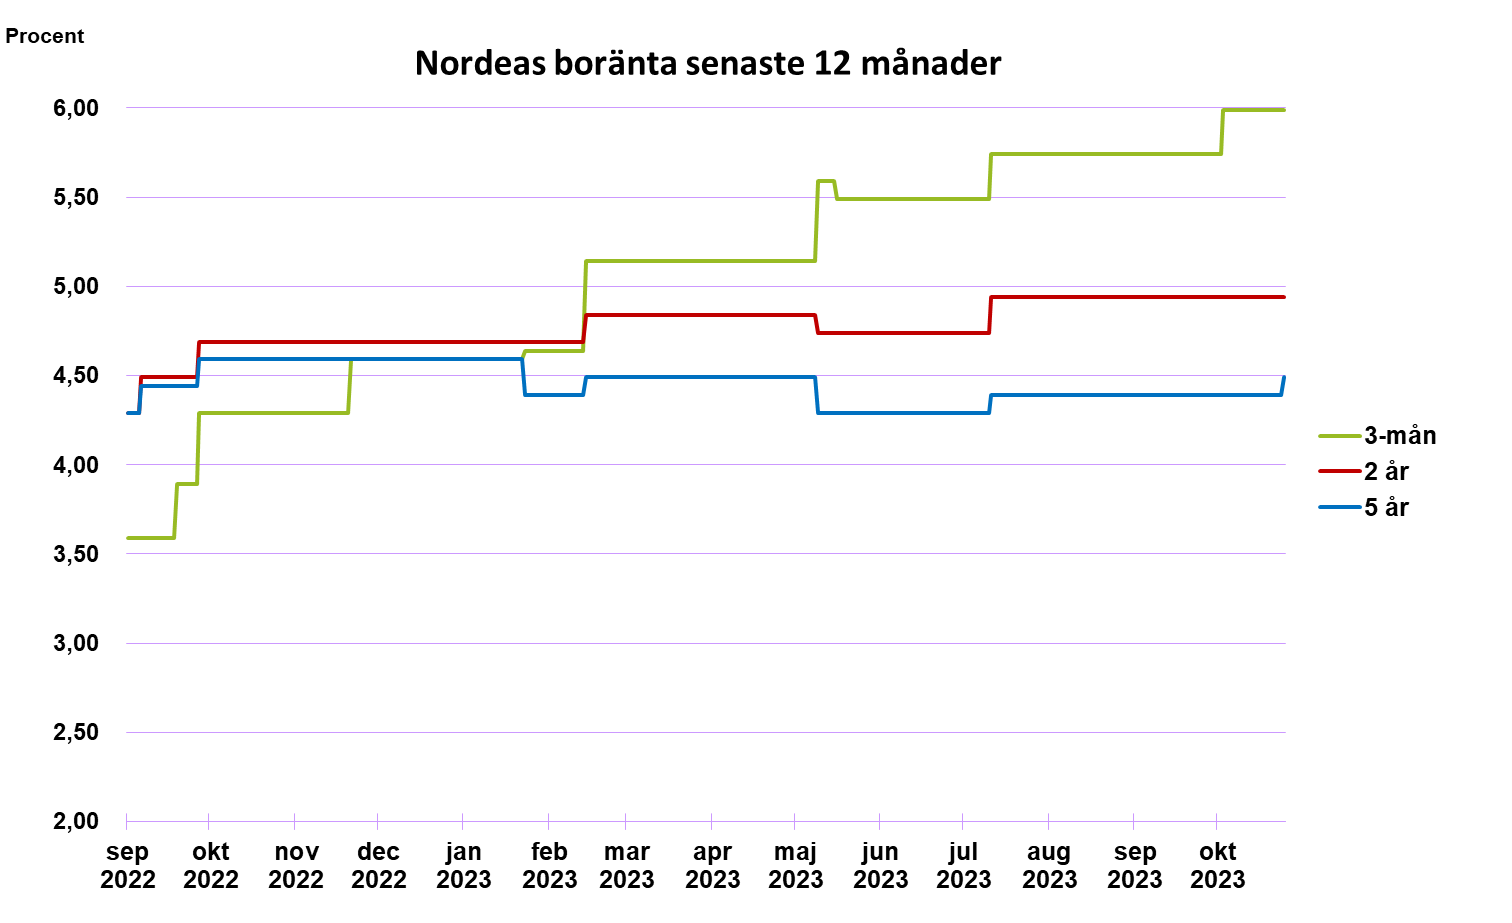 Procent
Nordeas boränta senaste 12 månader
6,00
5,50
5,00
4,50
4,00
3,50
3,00
2,50
2,00
sep okt nov dec jan feb mar apr maj jun jul aug sep okt
2022 2022 2022 2022 2023 2023 2023 2023 2023 2023 2023 2023 2023 2023
3-mån
2 år
5 år